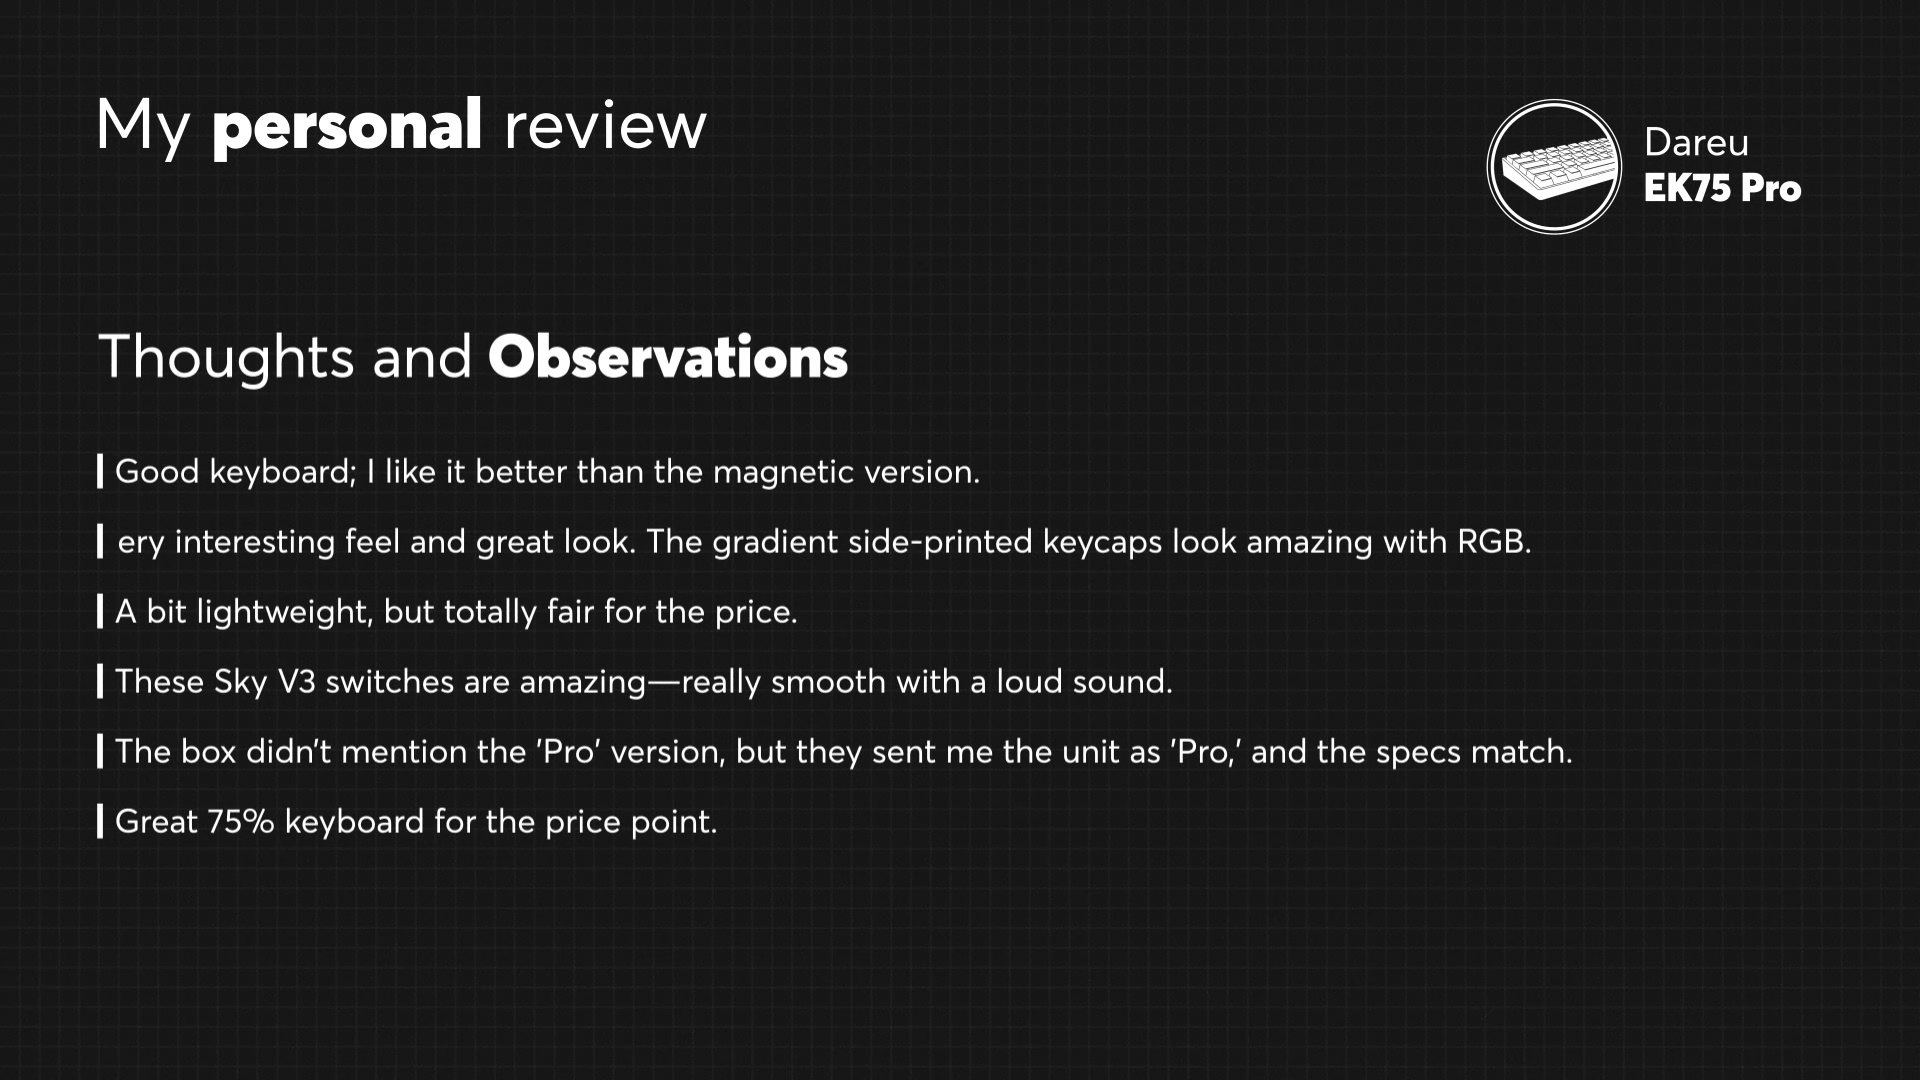 My personal review
Dareu
EK75 Pro
Thoughts and Observations
Good keyboard; I like it better than the magnetic version.
ery interesting feel and great look. The gradient side-printed keycaps look amazing with RGB.
A bit lightweight, but totally fair for the price.
These Sky V3 switches are amazing—really smooth with a loud sound.
The box didn't mention the 'Pro' version, but they sent me the unit as 'Pro,' and the specs match.
Great 75% keyboard for the price point.